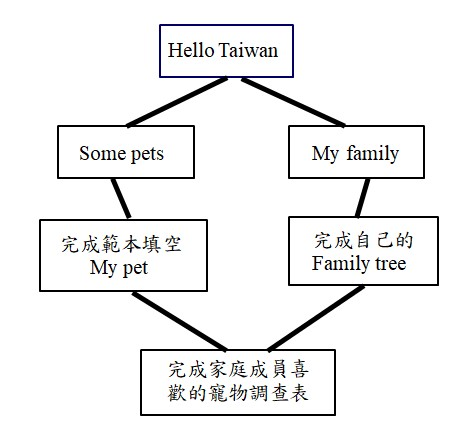 Hello Taiwan
Some pets
My family
完成範本填空
My pet
完成自己的
Family tree
完成家庭成員喜
歡的寵物調查表